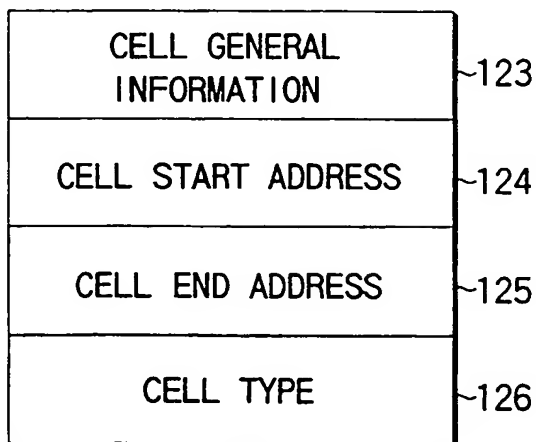 CELL GENERAL
INFORMATION
123
CELL START ADDRESS
124
CELL END ADDRESS
125
CELL TYPE
126